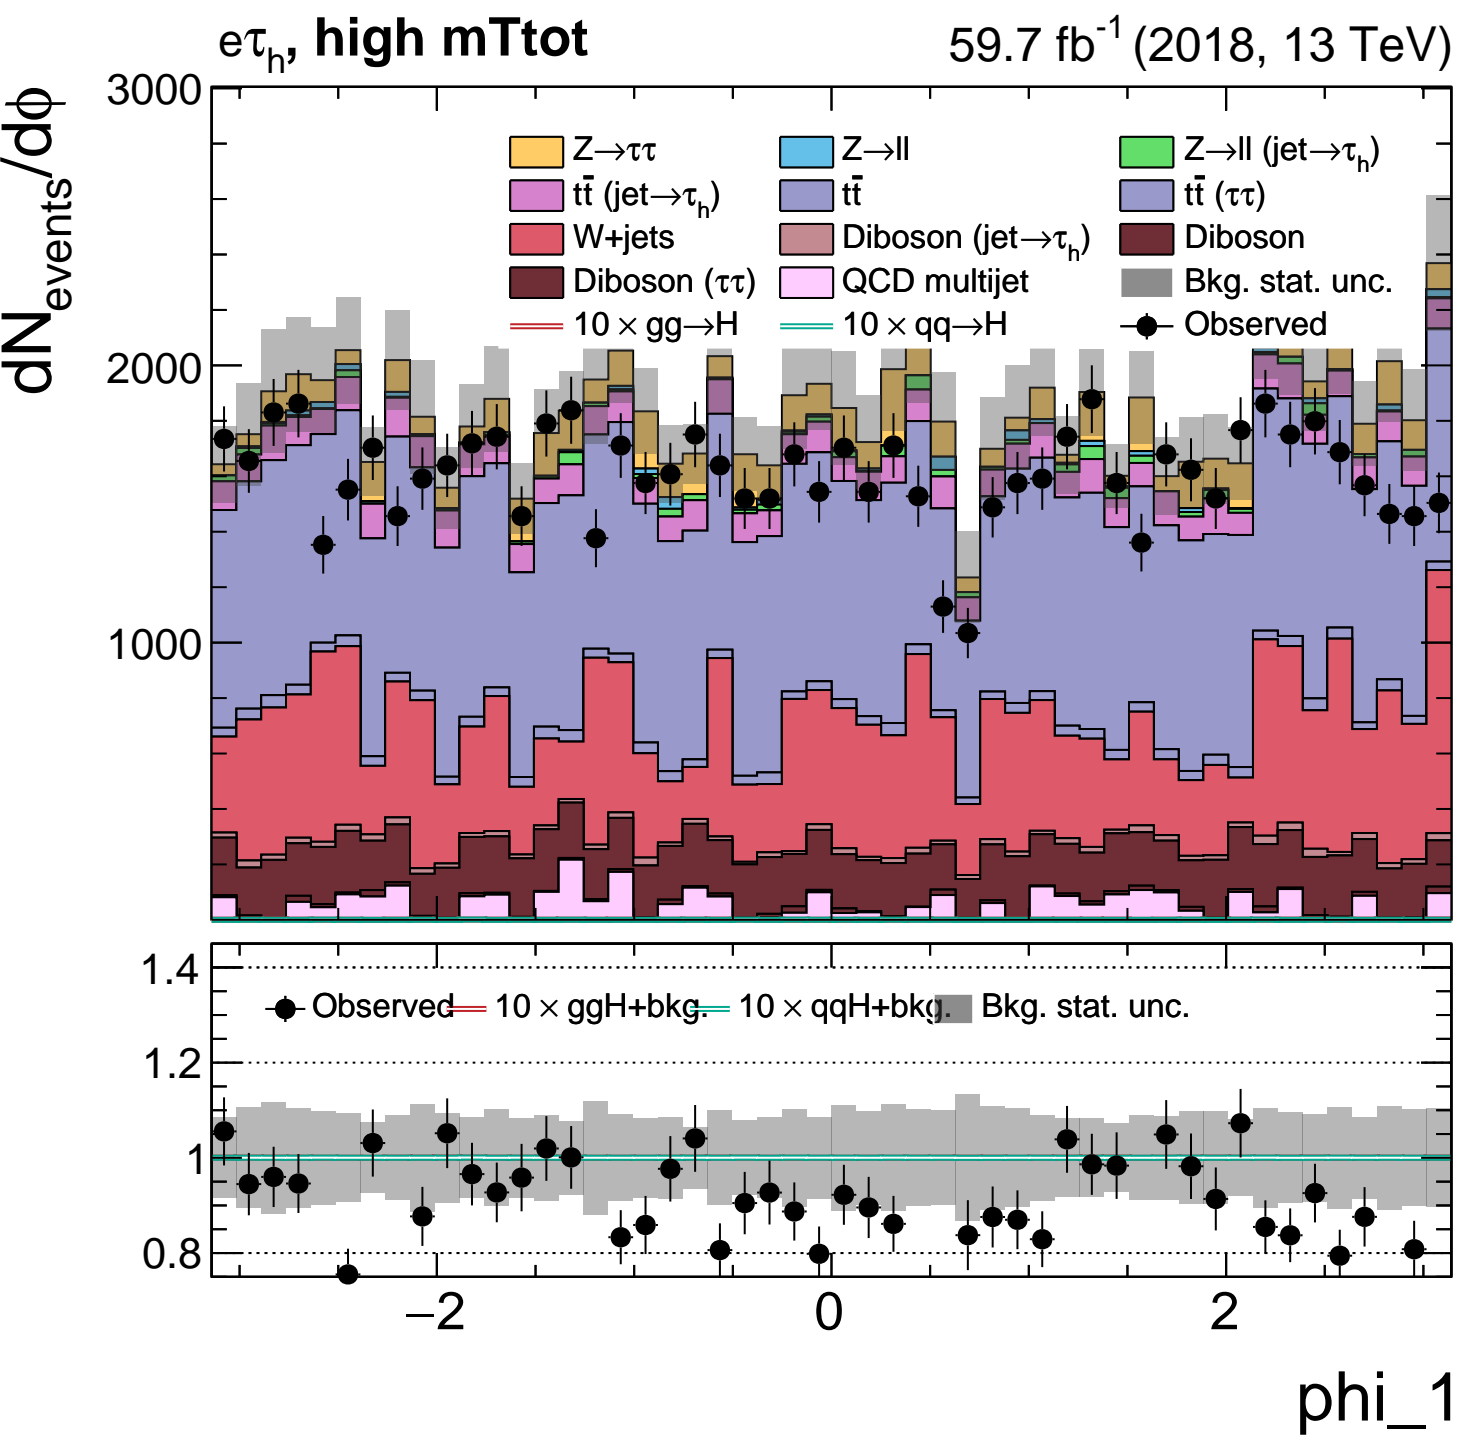 eτh, high mTtot 59.7 fb-1 (2018, 13 TeV)
dNevents/dϕ
3000
2000
1000
Z→ττ Z→ll Z→ll (jet→τh)
tt̄ (jet→τh) tt̄ tt̄ (ττ)
W+jets Diboson (jet→τh) Diboson
Diboson (ττ) QCD multijet Bkg. stat. unc.
10 × gg→H 10 × qq→H Observed
1.4
1.2
1
0.8
Observed 10 × ggH+bkg. 10 × qqH+bkg. Bkg. stat. unc.
−2 0 2
phi_1